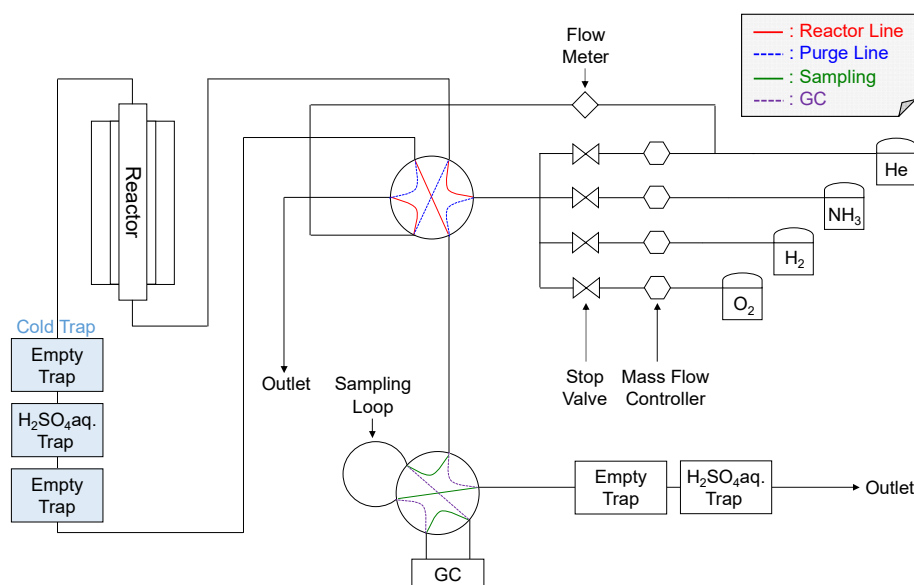 Flow
Meter
: Reactor Line
: Purge Line
: Sampling
: GC
Reactor
He
NH₃
H₂
O₂
Cold Trap
Empty
Trap
H₂SO₄aq.
Trap
Empty
Trap
Outlet
Sampling
Loop
Stop
Valve
Mass Flow
Controller
Empty
Trap
H₂SO₄aq.
Trap
Outlet
GC